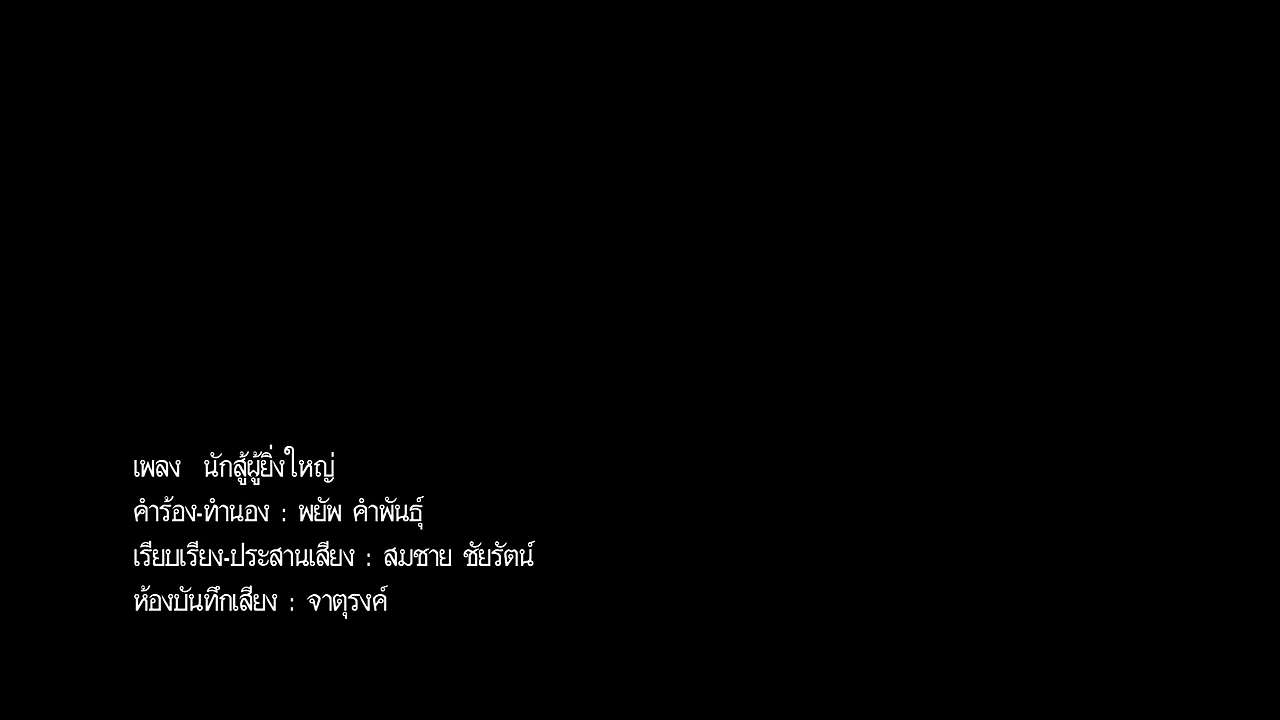 เพลง นักสู้ผู้ยิ่งใหญ่
คำร้อง-ทำนอง : พยัพ คำพันธุ์
เรียบเรียง-ประสานเสียง : สมชาย ชัยรัตน์
ห้องบันทึกเสียง : จาตุรงค์